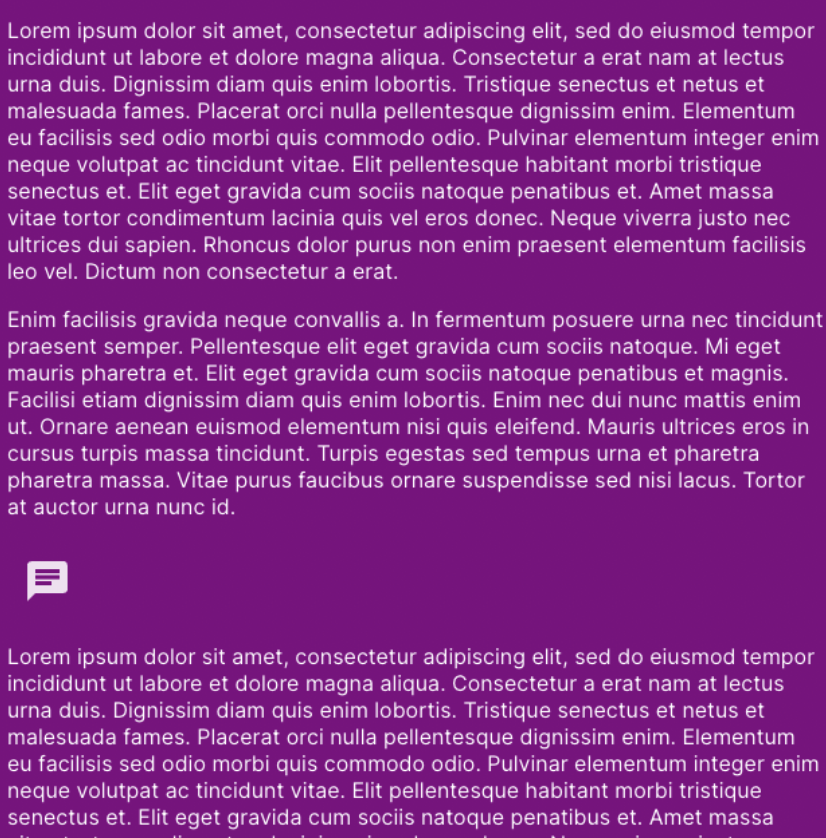 Lorem ipsum dolor sit amet, consectetur adipiscing elit, sed do eiusmod tempor
incididunt ut labore et dolore magna aliqua. Consectetur a erat nam at lectus
urna duis. Dignissim diam quis enim lobortis. Tristique senectus et netus et
malesuada fames. Placerat orci nulla pellentesque dignissim enim. Elementum
eu facilisis sed odio morbi quis commodo odio. Pulvinar elementum integer enim
neque volutpat ac tincidunt vitae. Elit pellentesque habitant morbi tristique
senectus et. Elit eget gravida cum sociis natoque penatibus et. Amet massa
vitae tortor condimentum lacinia quis vel eros donec. Neque viverra justo nec
ultrices dui sapien. Rhoncus dolor purus non enim praesent elementum facilisis
leo vel. Dictum non consectetur a erat.
Enim facilisis gravida neque convallis a. In fermentum posuere urna nec tincidunt
praesent semper. Pellentesque elit eget gravida cum sociis natoque. Mi eget
mauris pharetra et. Elit eget gravida cum sociis natoque penatibus et magnis.
Facilisi etiam dignissim diam quis enim lobortis. Enim nec dui nunc mattis enim
ut. Ornare aenean euismod elementum nisi quis eleifend. Mauris ultrices eros in
cursus turpis massa tincidunt. Turpis egestas sed tempus urna et pharetra
pharetra massa. Vitae purus faucibus ornare suspendisse sed nisi lacus. Tortor
at auctor urna nunc id.
Lorem ipsum dolor sit amet, consectetur adipiscing elit, sed do eiusmod tempor
incididunt ut labore et dolore magna aliqua. Consectetur a erat nam at lectus
urna duis. Dignissim diam quis enim lobortis. Tristique senectus et netus et
malesuada fames. Placerat orci nulla pellentesque dignissim enim. Elementum
eu facilisis sed odio morbi quis commodo odio. Pulvinar elementum integer enim
neque volutpat ac tincidunt vitae. Elit pellentesque habitant morbi tristique
senectus et. Elit eget gravida cum sociis natoque penatibus et. Amet massa